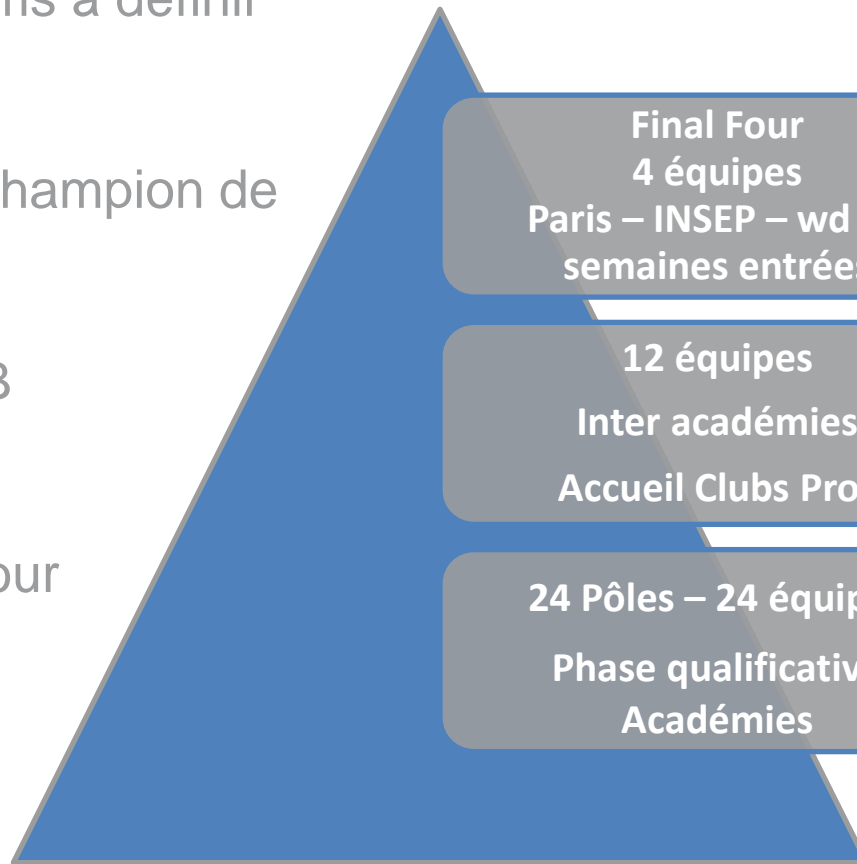 ns à définir
hampion de
our
Final Four
4 équipes
Paris – INSEP – wd
semaines entrées
12 équipes
Inter académies
Accueil Clubs Pro
24 Pôles – 24 équip
Phase qualificativ
Académies